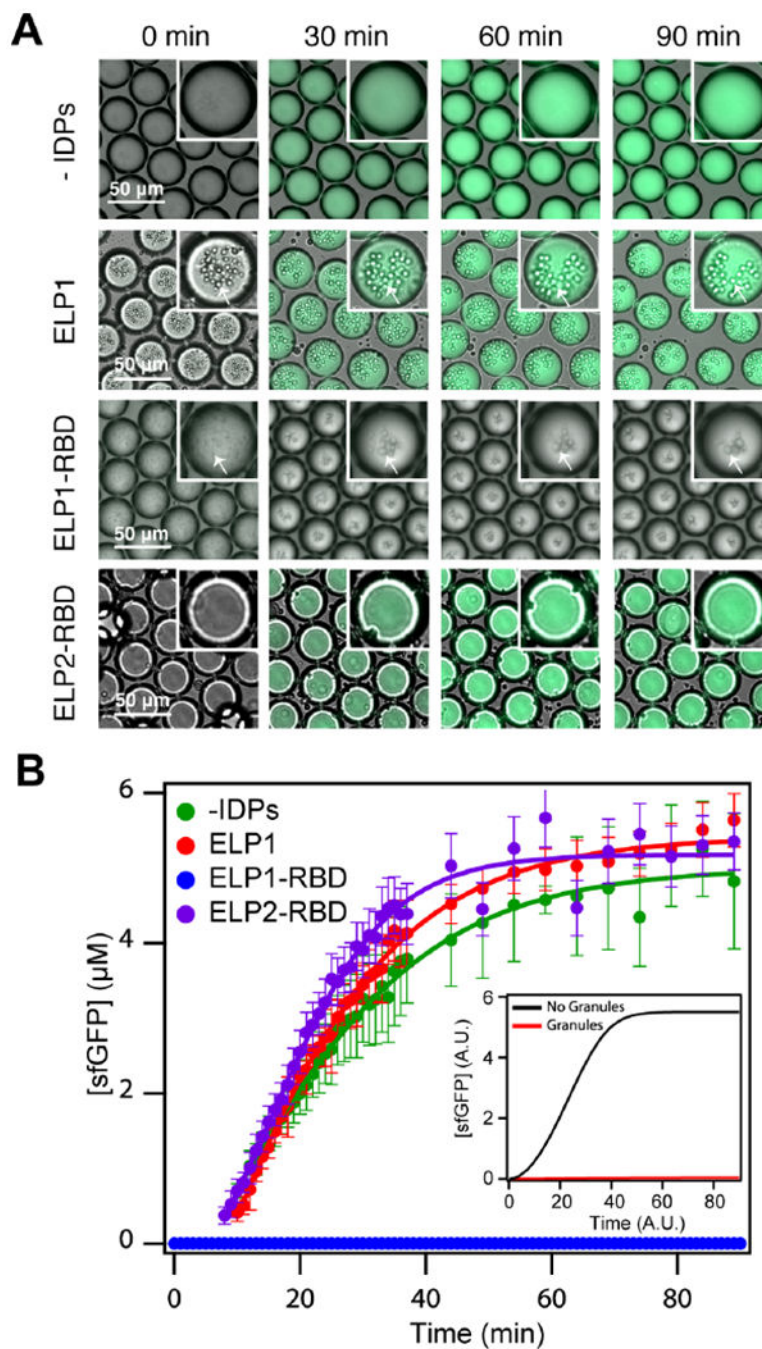 A
0 min 30 min 60 min 90 min
- IDPs
50 μm
ELP1
50 μm
ELP1-RBD
50 μm
ELP2-RBD
50 μm
B
6
4
2
0
[sfGFP] (μM)
-IDPs
ELP1
ELP1-RBD
ELP2-RBD
No Granules
Granules
6
4
2
0
[sfGFP] (A.U.)
0 20 40 60 80
Time (A.U.)
0 20 40 60 80
Time (min)